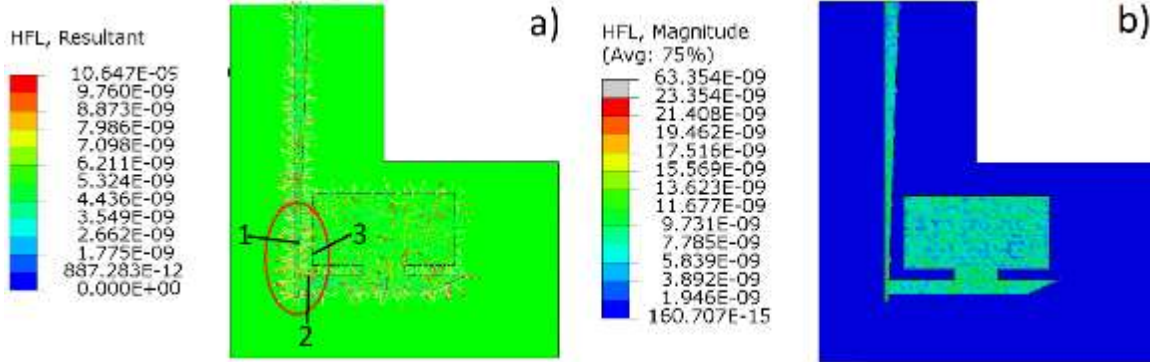 a)
HFL, Resultant
10.647E-09
9.760E-09
8.873E-09
7.986E-09
7.098E-09
6.211E-09
5.324E-09
4.436E-09
3.549E-09
2.662E-09
1.775E-09
887.283E-12
0.000E+00
1
3
2
b)
HFL, Magnitude
(Avg: 75%)
63.354E-09
23.354E-09
21.408E-09
19.462E-09
17.516E-09
15.569E-09
13.623E-09
11.677E-09
9.731E-09
7.785E-09
5.839E-09
3.892E-09
1.946E-09
160.707E-15